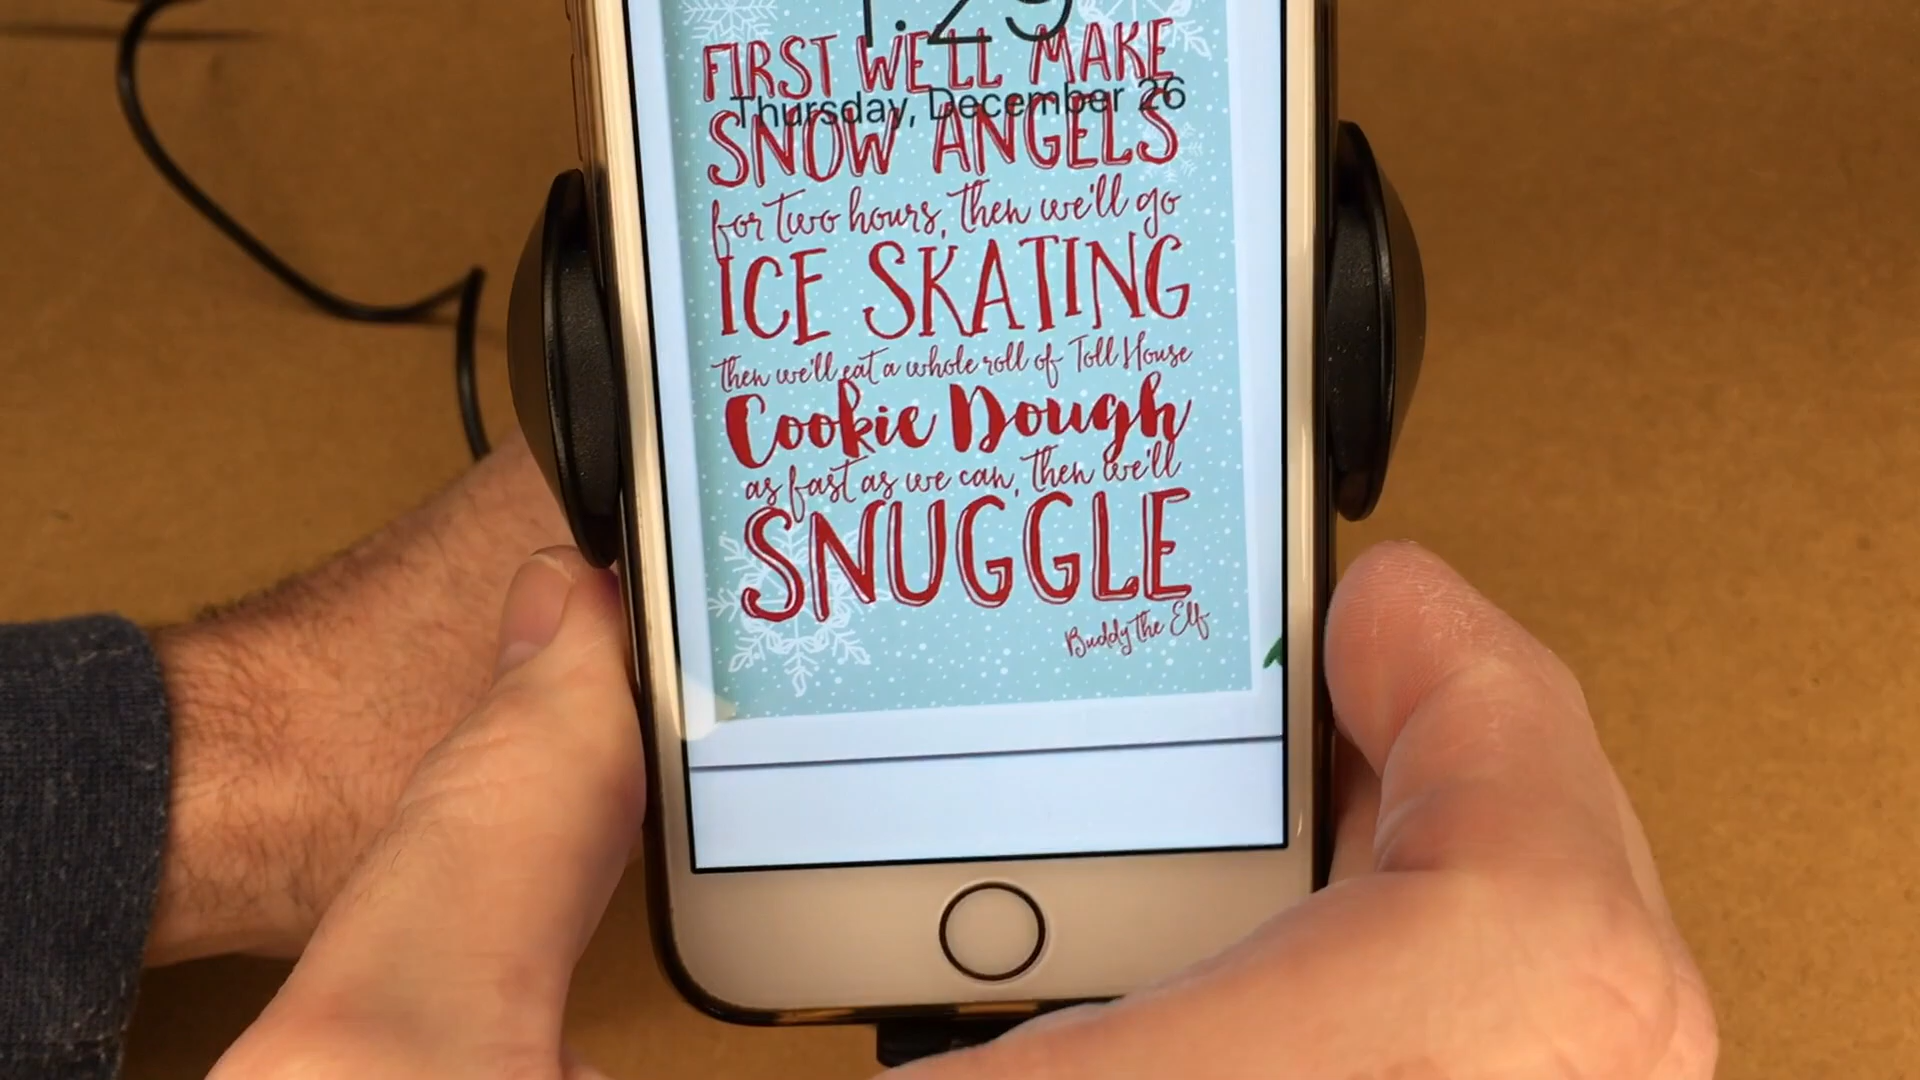 1:29
FIRST WE'LL MAKE
Thursday, December 26
SNOW ANGELS
for two hours, then we'll go
ICE SKATING
then we'll eat a whole roll of Toll House
Cookie Dough
as fast as we can, then we'll
SNUGGLE
Buddy the Elf